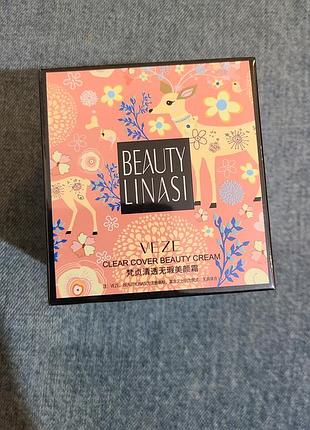 BEAUTY
LINASI
VEZE
CLEAR COVER BEAUTY CREAM
梵贞清透无瑕美颜霜